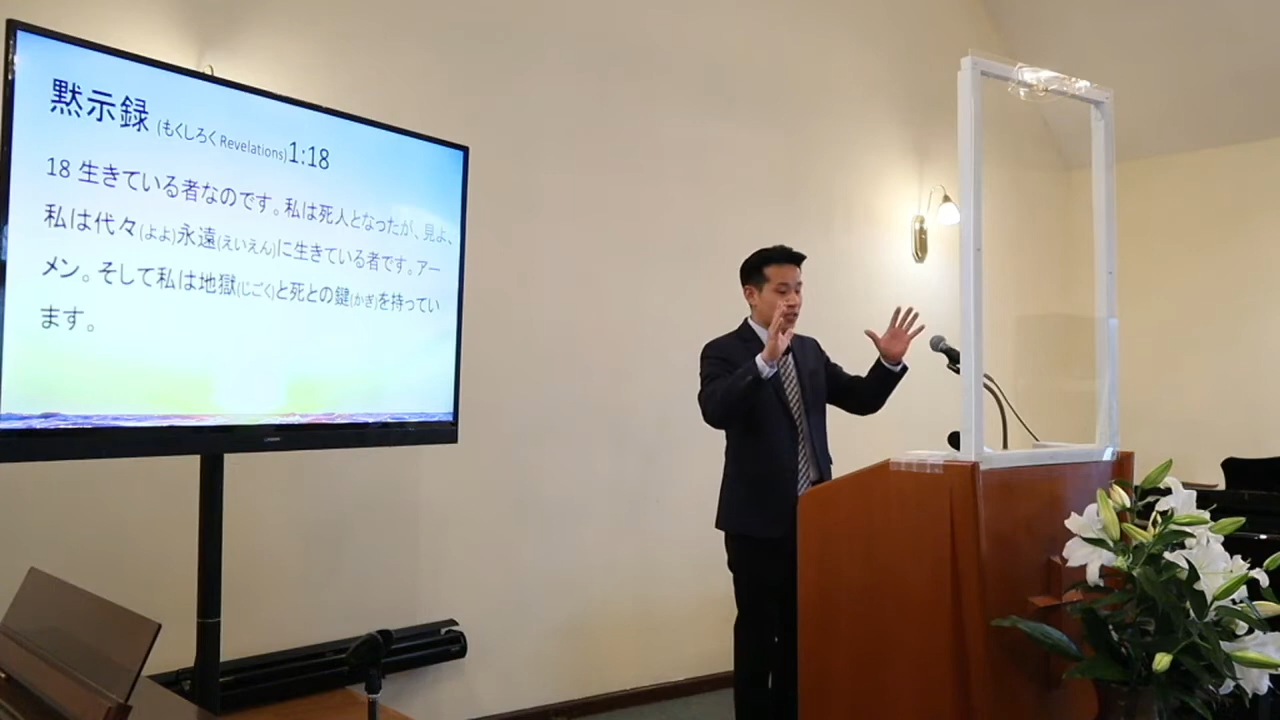 黙示録 (もくしろく Revelations)1:18
18 生きている者なのです。私は死人となったが、見よ、
私は代々(よよ)永遠(えいえん)に生きている者です。アー
メン。そして私は地獄(じごく)と死との鍵(かぎ)を持ってい
ます。